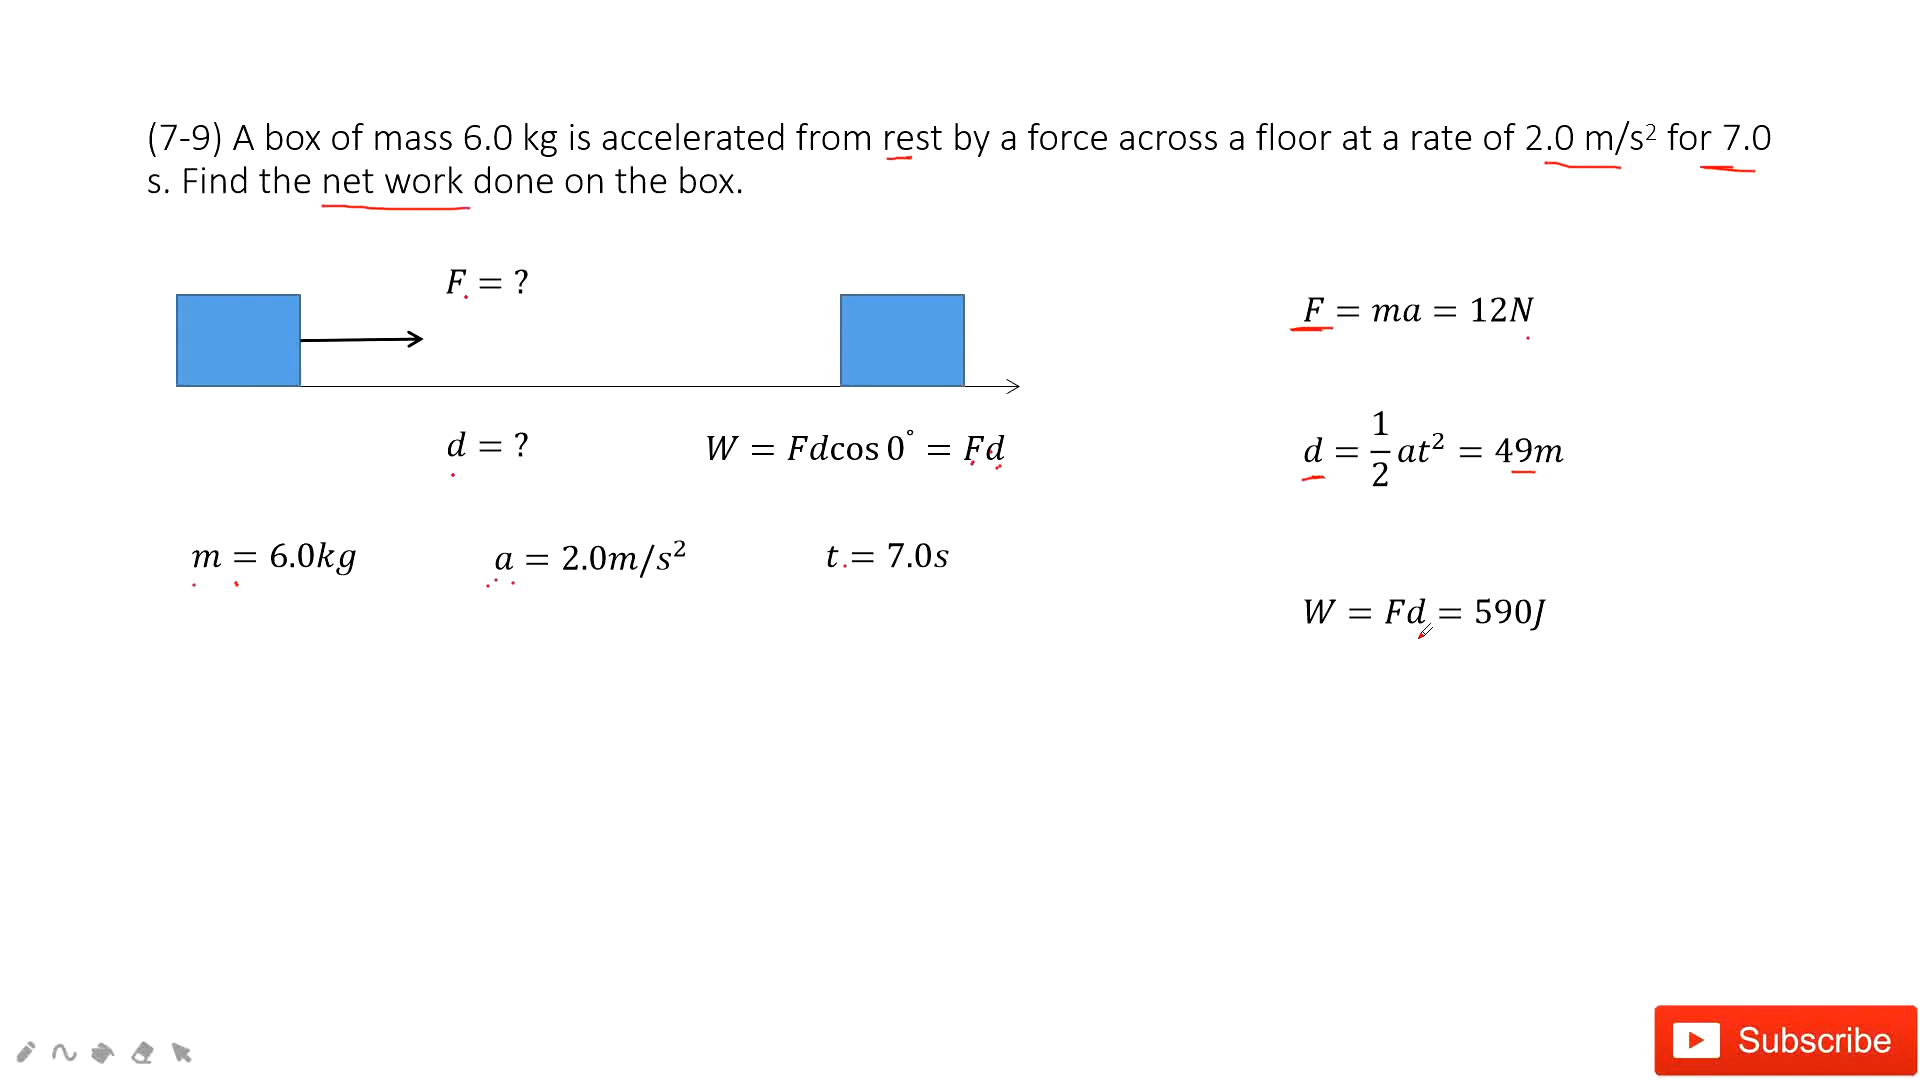 (7-9) A box of mass 6.0 kg is accelerated from rest by a force across a floor at a rate of 2.0 m/s² for 7.0
s. Find the net work done on the box.
F = ?
F = ma = 12N
d = ?
W = Fdcos 0° = Fd
d = 1/2 at² = 49m
m = 6.0kg
a = 2.0m/s²
t = 7.0s
W = Fd = 590J
Subscribe